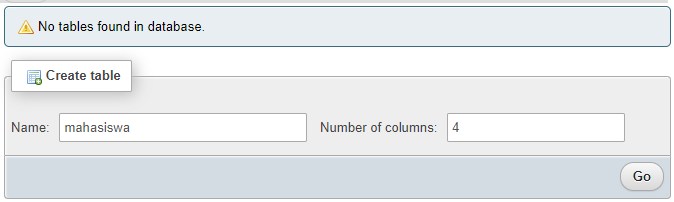 No tables found in database.
Create table
Name: mahasiswa Number of columns: 4
Go